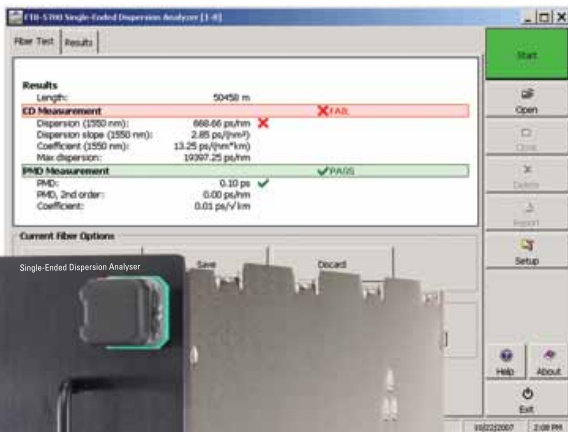 FTB-5700 Single-Ended Dispersion Analyzer [1-8]
Fiber Test Results
Results
Length: 50458 m
CD Measurement FAIL
Dispersion (1550 nm): 668.66 ps/nm
Dispersion slope (1550 nm): 2.85 ps/(nm²)
Coefficient (1550 nm): 13.25 ps/(nm*km)
Max dispersion: 19397.25 ps/nm
PMD Measurement PASS
PMD: 0.10 ps
PMD, 2nd order: 0.00 ps/nm
Coefficient: 0.01 ps/√km
Current Fiber Options
Save Discard
Single-Ended Dispersion Analyser
Start
Open
Close
Delete
Report
Setup
Help About
Exit
10/22/2007 2:08 PM